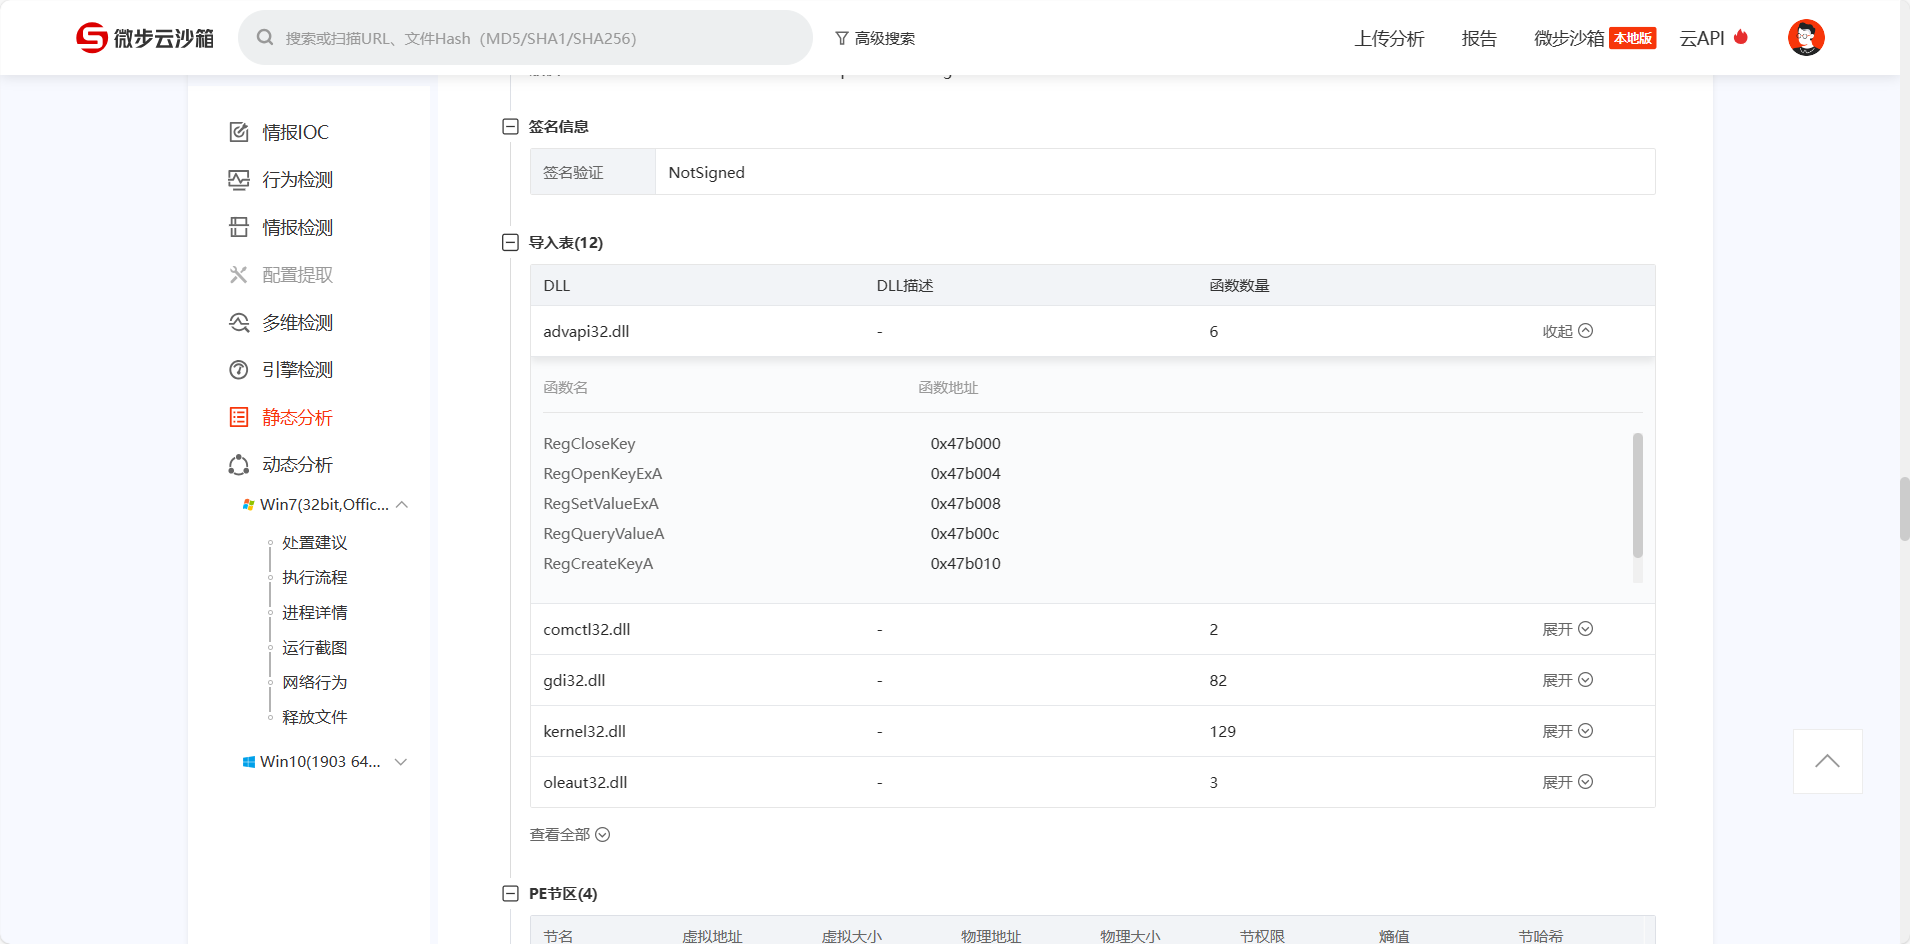 微步云沙箱
搜索或扫描URL、文件Hash（MD5/SHA1/SHA256)
高级搜索
上传分析
报告
微步沙箱 本地版
云API
情报IOC
行为检测
情报检测
配置提取
多维检测
引擎检测
静态分析
动态分析
Win7(32bit,Offic...
处置建议
执行流程
进程详情
运行截图
网络行为
释放文件
Win10(1903 64...
签名信息
签名验证 NotSigned
导入表(12)
DLL DLL描述 函数数量
advapi32.dll - 6 收起
函数名 函数地址
RegCloseKey 0x47b000
RegOpenKeyExA 0x47b004
RegSetValueExA 0x47b008
RegQueryValueA 0x47b00c
RegCreateKeyA 0x47b010
comctl32.dll - 2 展开
gdi32.dll - 82 展开
kernel32.dll - 129 展开
oleaut32.dll - 3 展开
查看全部
PE节区(4)
节名 虚拟地址 虚拟大小 物理地址 物理大小 节权限 熵值 节哈希